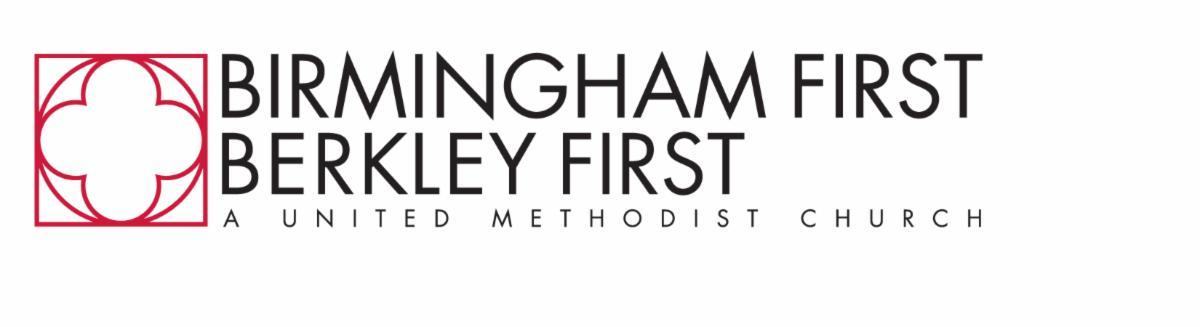 BIRMINGHAM FIRST
BERKLEY FIRST
A UNITED METHODIST CHURCH